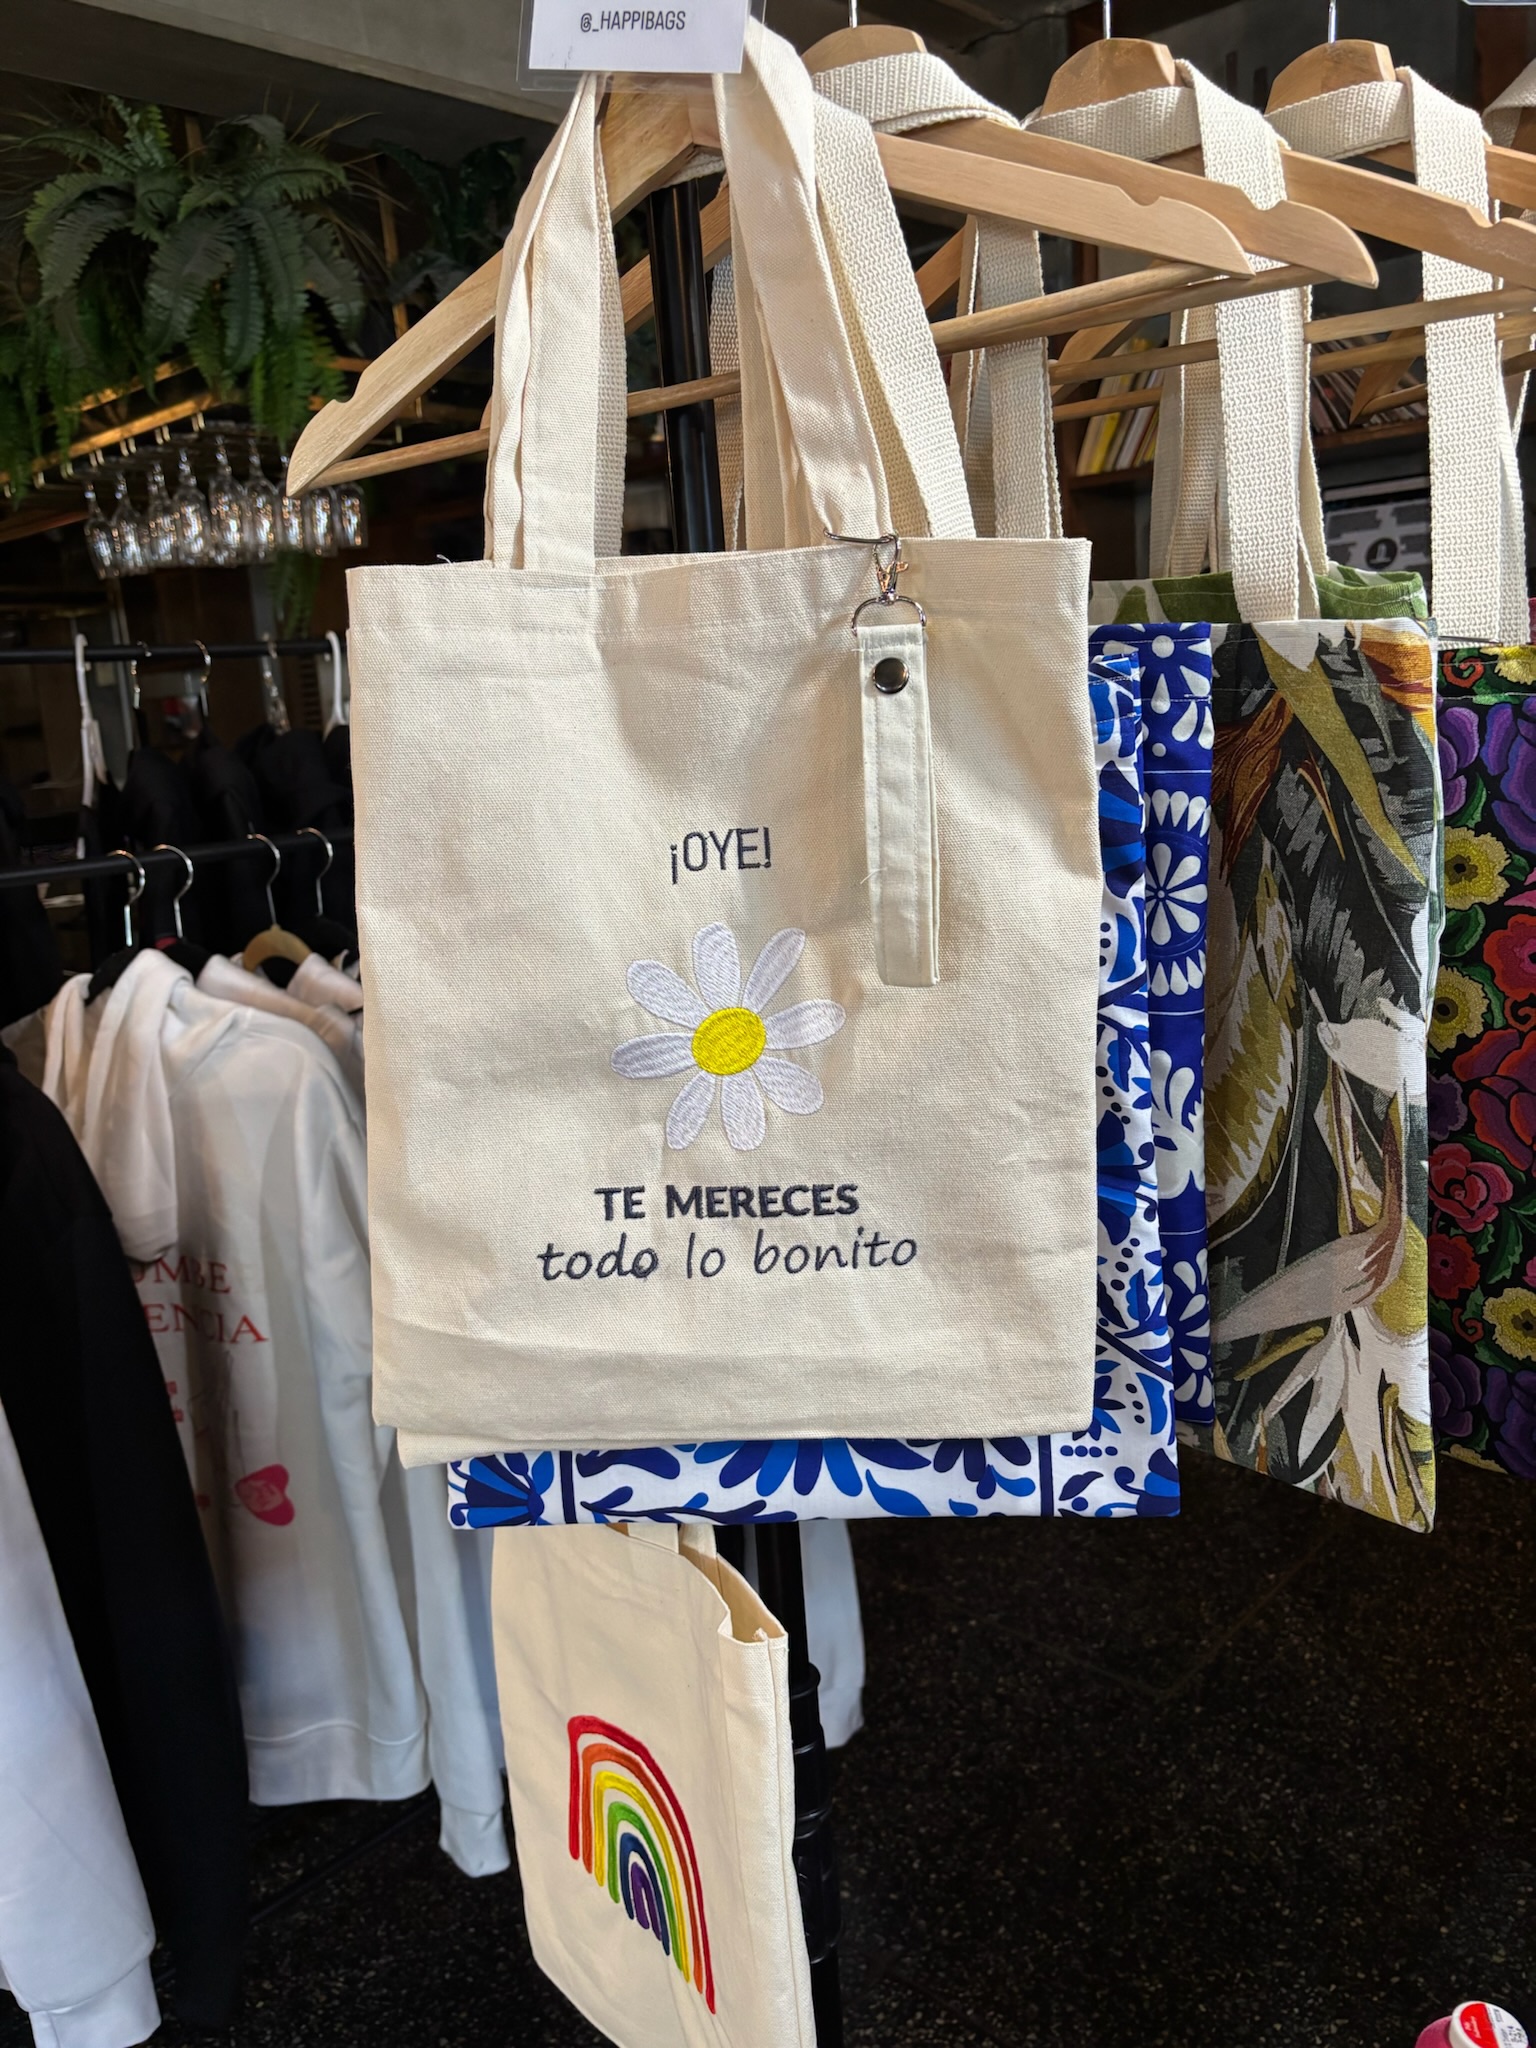 @_HAPPIBAGS
¡OYE!
TE MERECES
todo lo bonito